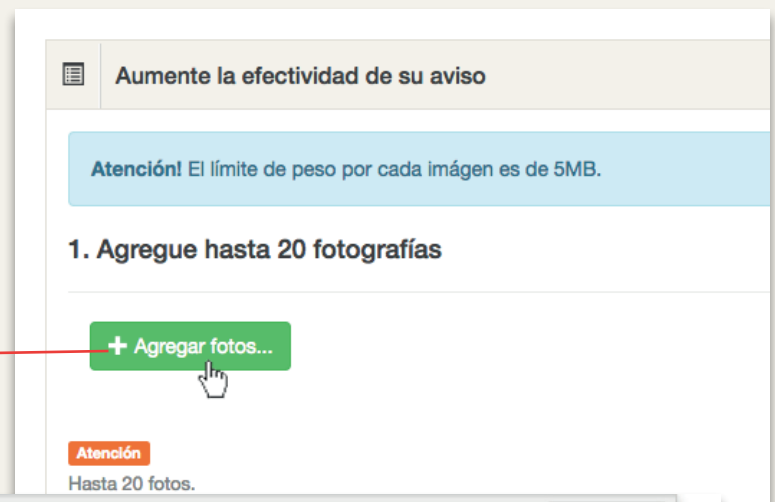 Aumente la efectividad de su aviso
Atención! El límite de peso por cada imágen es de 5MB.
1. Agregue hasta 20 fotografías
+ Agregar fotos...
Atención
Hasta 20 fotos.